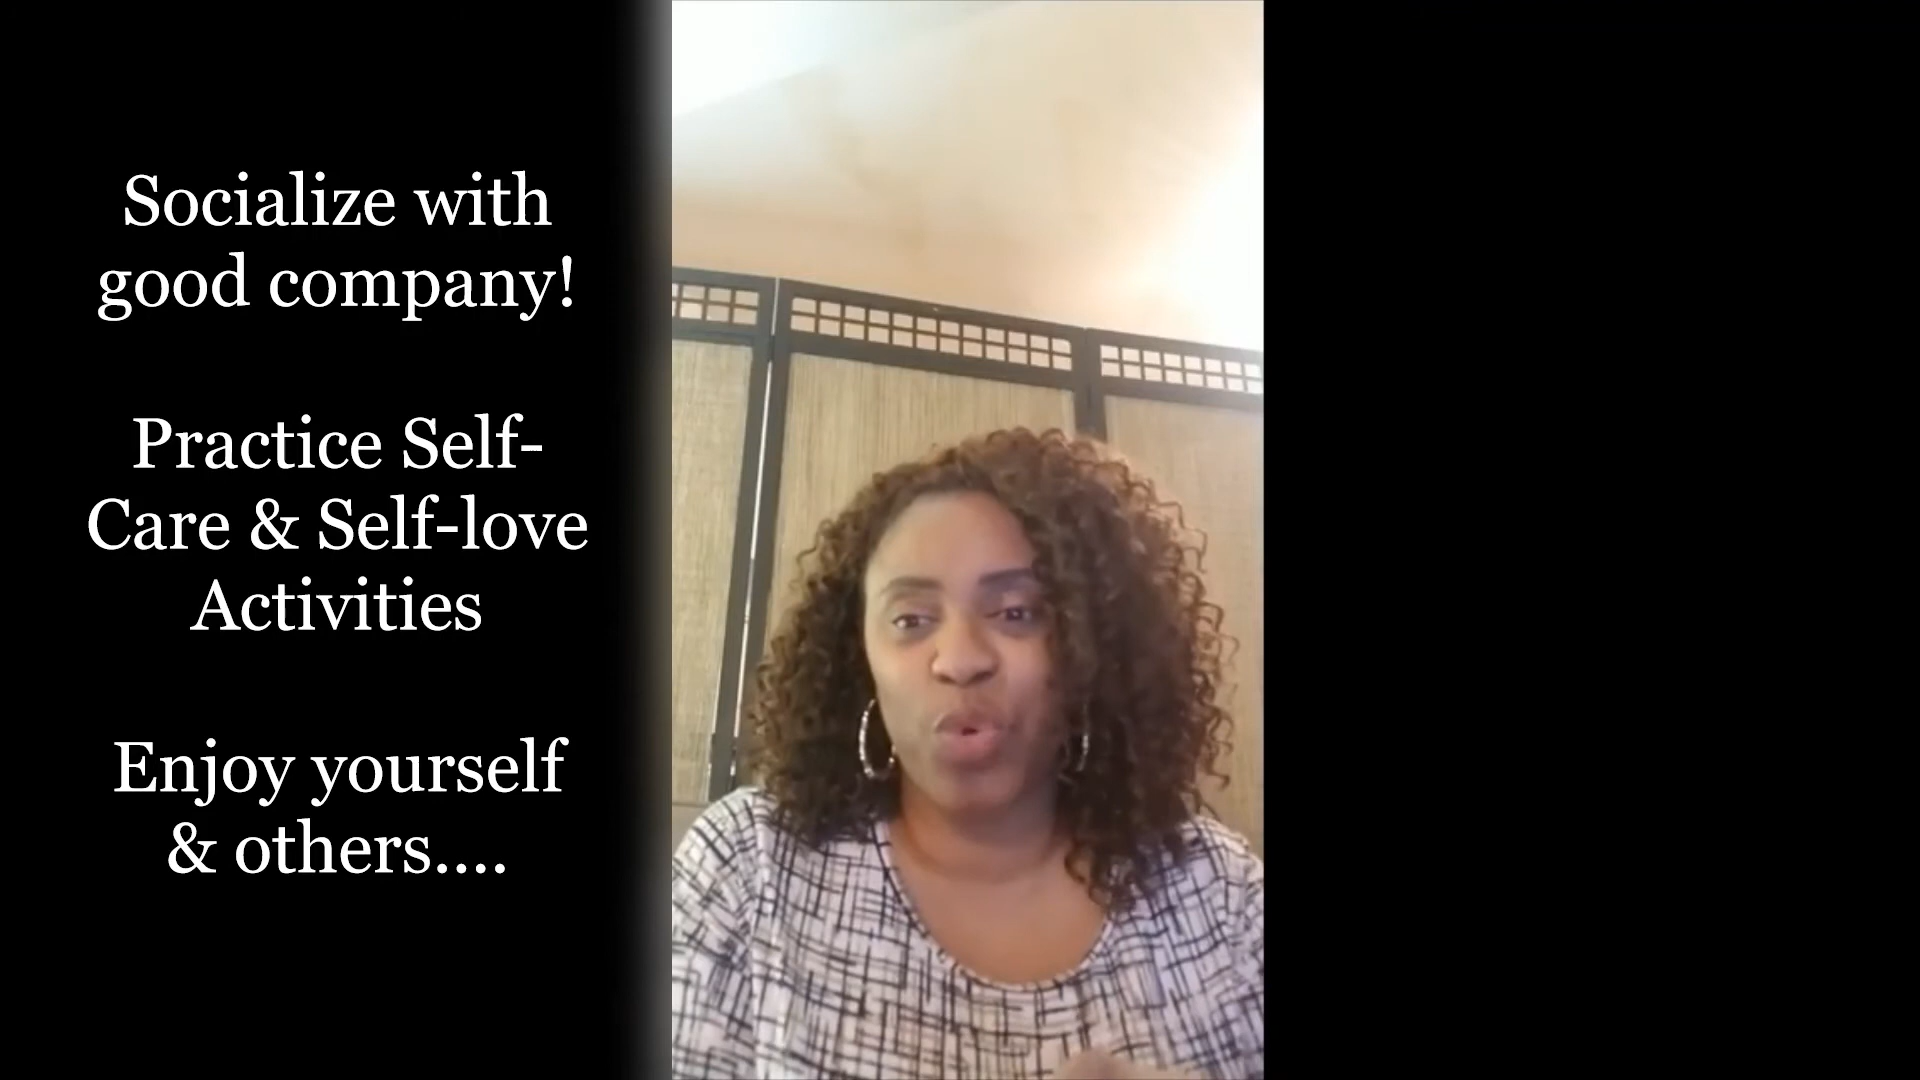 Socialize with
good company!
Practice Self-
Care & Self-love
Activities
Enjoy yourself
& others....